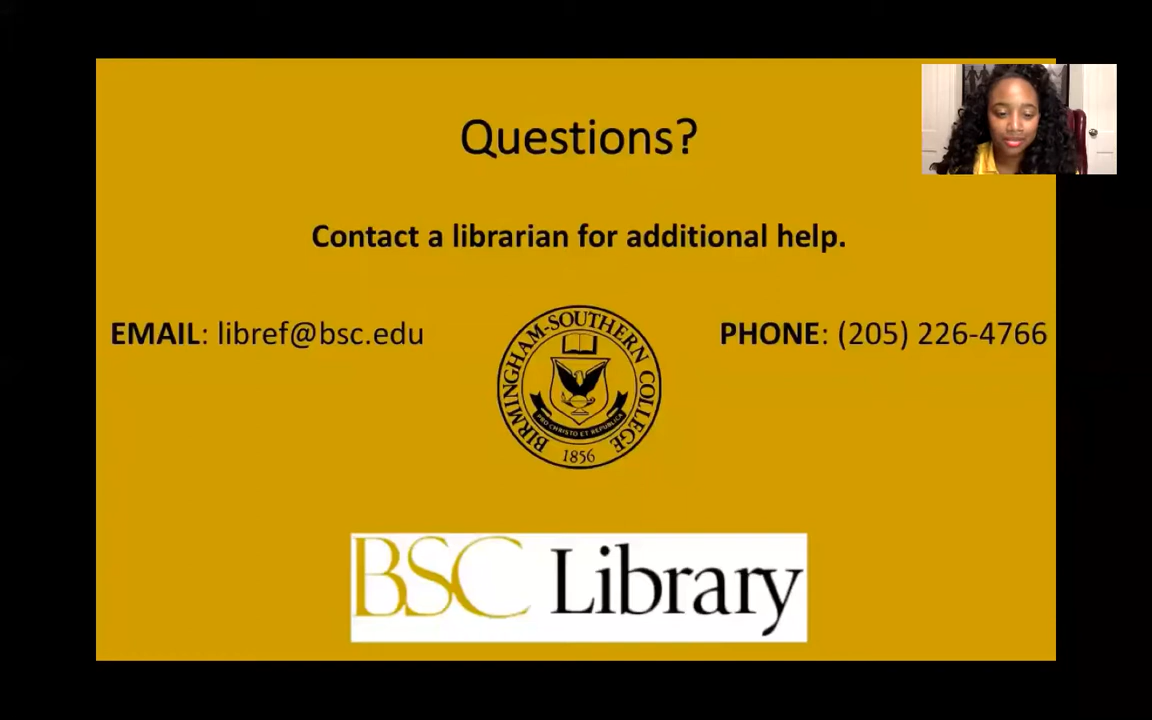 Questions?
Contact a librarian for additional help.
EMAIL: libref@bsc.edu
BIRMINGHAM-SOUTHERN COLLEGE
PRO CHRISTO ET REPUBLICA
1856
PHONE: (205) 226-4766
BSC Library